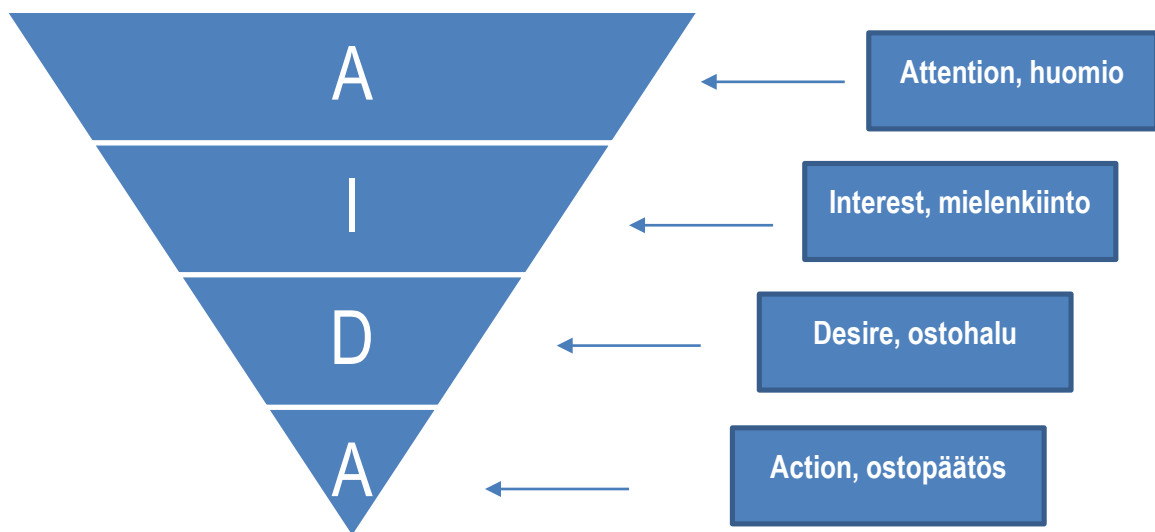 A
Attention, huomio
I
Interest, mielenkiinto
D
Desire, ostohalu
A
Action, ostopäätös